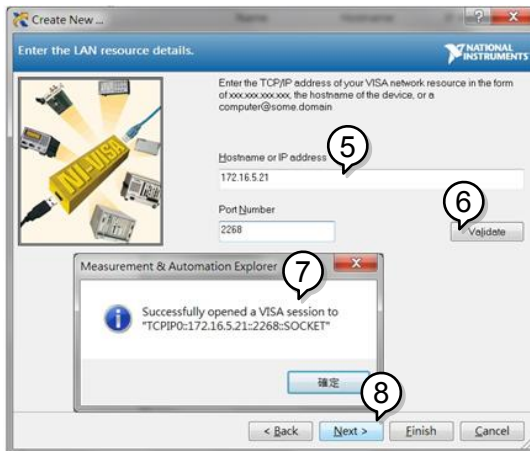 Create New ...
Enter the LAN resource details.
NATIONAL
INSTRUMENTS
Enter the TCP/IP address of your VISA network resource in the form
of xxx.xxx.xxx.xxx, the hostname of the device, or a
computer@some.domain
NI-VISA
Hostname or IP address
5
172.16.5.21
Port Number
6
2268
Validate
Measurement & Automation Explorer
7
Successfully opened a VISA session to
"TCPIP0::172.16.5.21::2268::SOCKET"
確定
8
< Back
Next >
Finish
Cancel